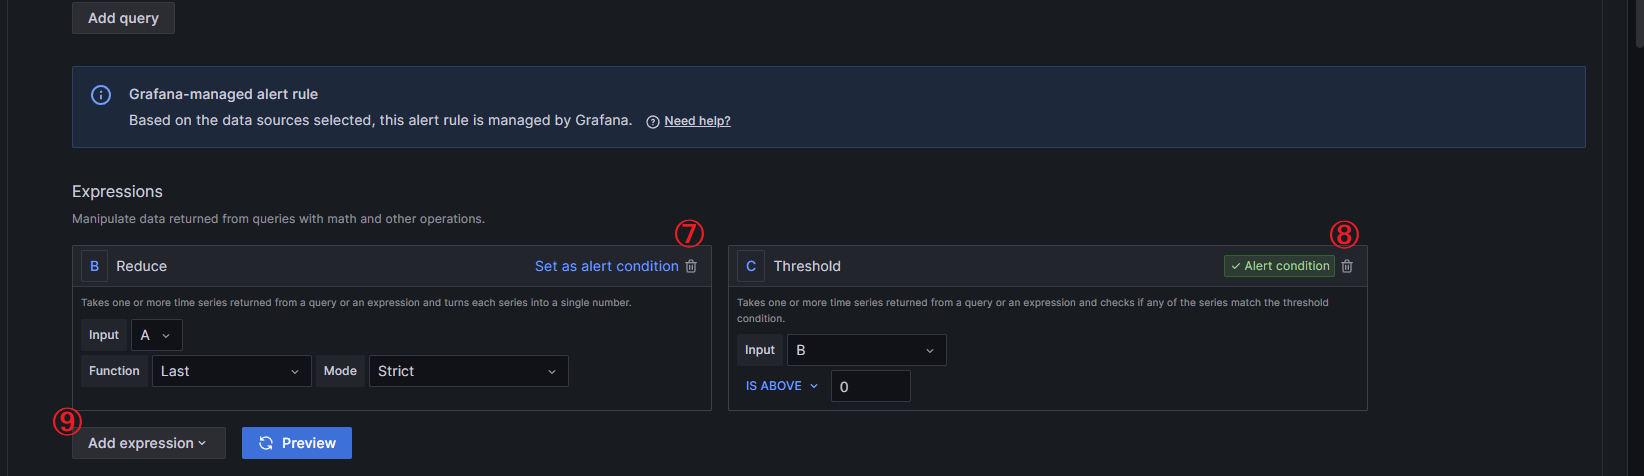 Add query
Grafana-managed alert rule
Based on the data sources selected, this alert rule is managed by Grafana. Need help?
Expressions
Manipulate data returned from queries with math and other operations.
⑦ ⑧
B Reduce Set as alert condition
C Threshold Alert condition
Takes one or more time series returned from a query or an expression and turns each series into a single number.
Takes one or more time series returned from a query or an expression and checks if any of the series match the threshold
condition.
Input A
Input B
Function Last Mode Strict
IS ABOVE 0
⑨
Add expression Preview